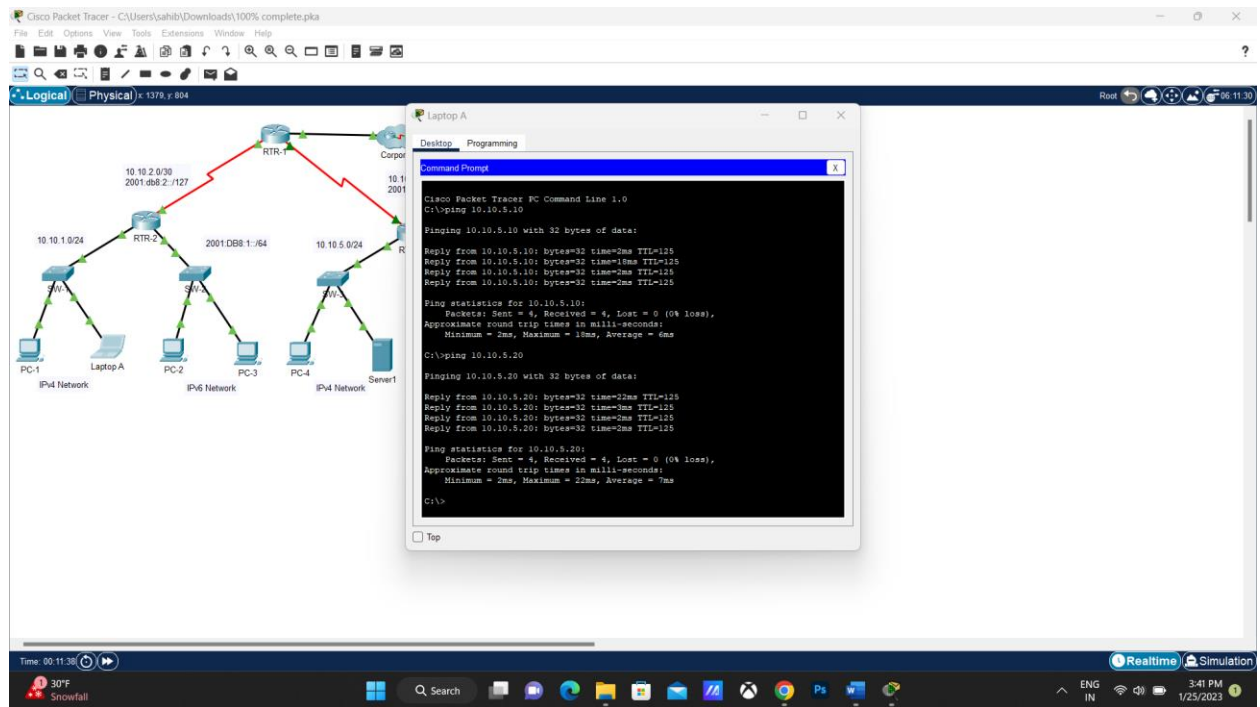 Cisco Packet Tracer - C:\Users\sahib\Downloads\100% complete.pka
File Edit Options View Tools Extensions Window Help
?
Logical Physical x: 1379, y: 804
Root 06:11:30
RTR-1
Corpor
10.10.2.0/30
2001:db8:2::/127
10.1
2001
RTR-2
10.10.1.0/24
2001:DB8:1::/64
10.10.5.0/24
R
SW-1
SW-2
SW-3
PC-1
Laptop A
PC-2
PC-3
PC-4
Server1
IPv4 Network
IPv6 Network
IPv4 Network
Laptop A
Desktop Programming
Command Prompt
X
Cisco Packet Tracer PC Command Line 1.0
C:\>ping 10.10.5.10
Pinging 10.10.5.10 with 32 bytes of data:
Reply from 10.10.5.10: bytes=32 time=2ms TTL=125
Reply from 10.10.5.10: bytes=32 time=18ms TTL=125
Reply from 10.10.5.10: bytes=32 time=2ms TTL=125
Reply from 10.10.5.10: bytes=32 time=2ms TTL=125
Ping statistics for 10.10.5.10:
Packets: Sent = 4, Received = 4, Lost = 0 (0% loss),
Approximate round trip times in milli-seconds:
Minimum = 2ms, Maximum = 18ms, Average = 6ms
C:\>ping 10.10.5.20
Pinging 10.10.5.20 with 32 bytes of data:
Reply from 10.10.5.20: bytes=32 time=22ms TTL=125
Reply from 10.10.5.20: bytes=32 time=3ms TTL=125
Reply from 10.10.5.20: bytes=32 time=2ms TTL=125
Reply from 10.10.5.20: bytes=32 time=2ms TTL=125
Ping statistics for 10.10.5.20:
Packets: Sent = 4, Received = 4, Lost = 0 (0% loss),
Approximate round trip times in milli-seconds:
Minimum = 2ms, Maximum = 22ms, Average = 7ms
C:\>
Top
Time: 00:11:38
Realtime Simulation
1
30°F
Snowfall
Search
Ps
ENG
IN
3:41 PM
1/25/2023
1